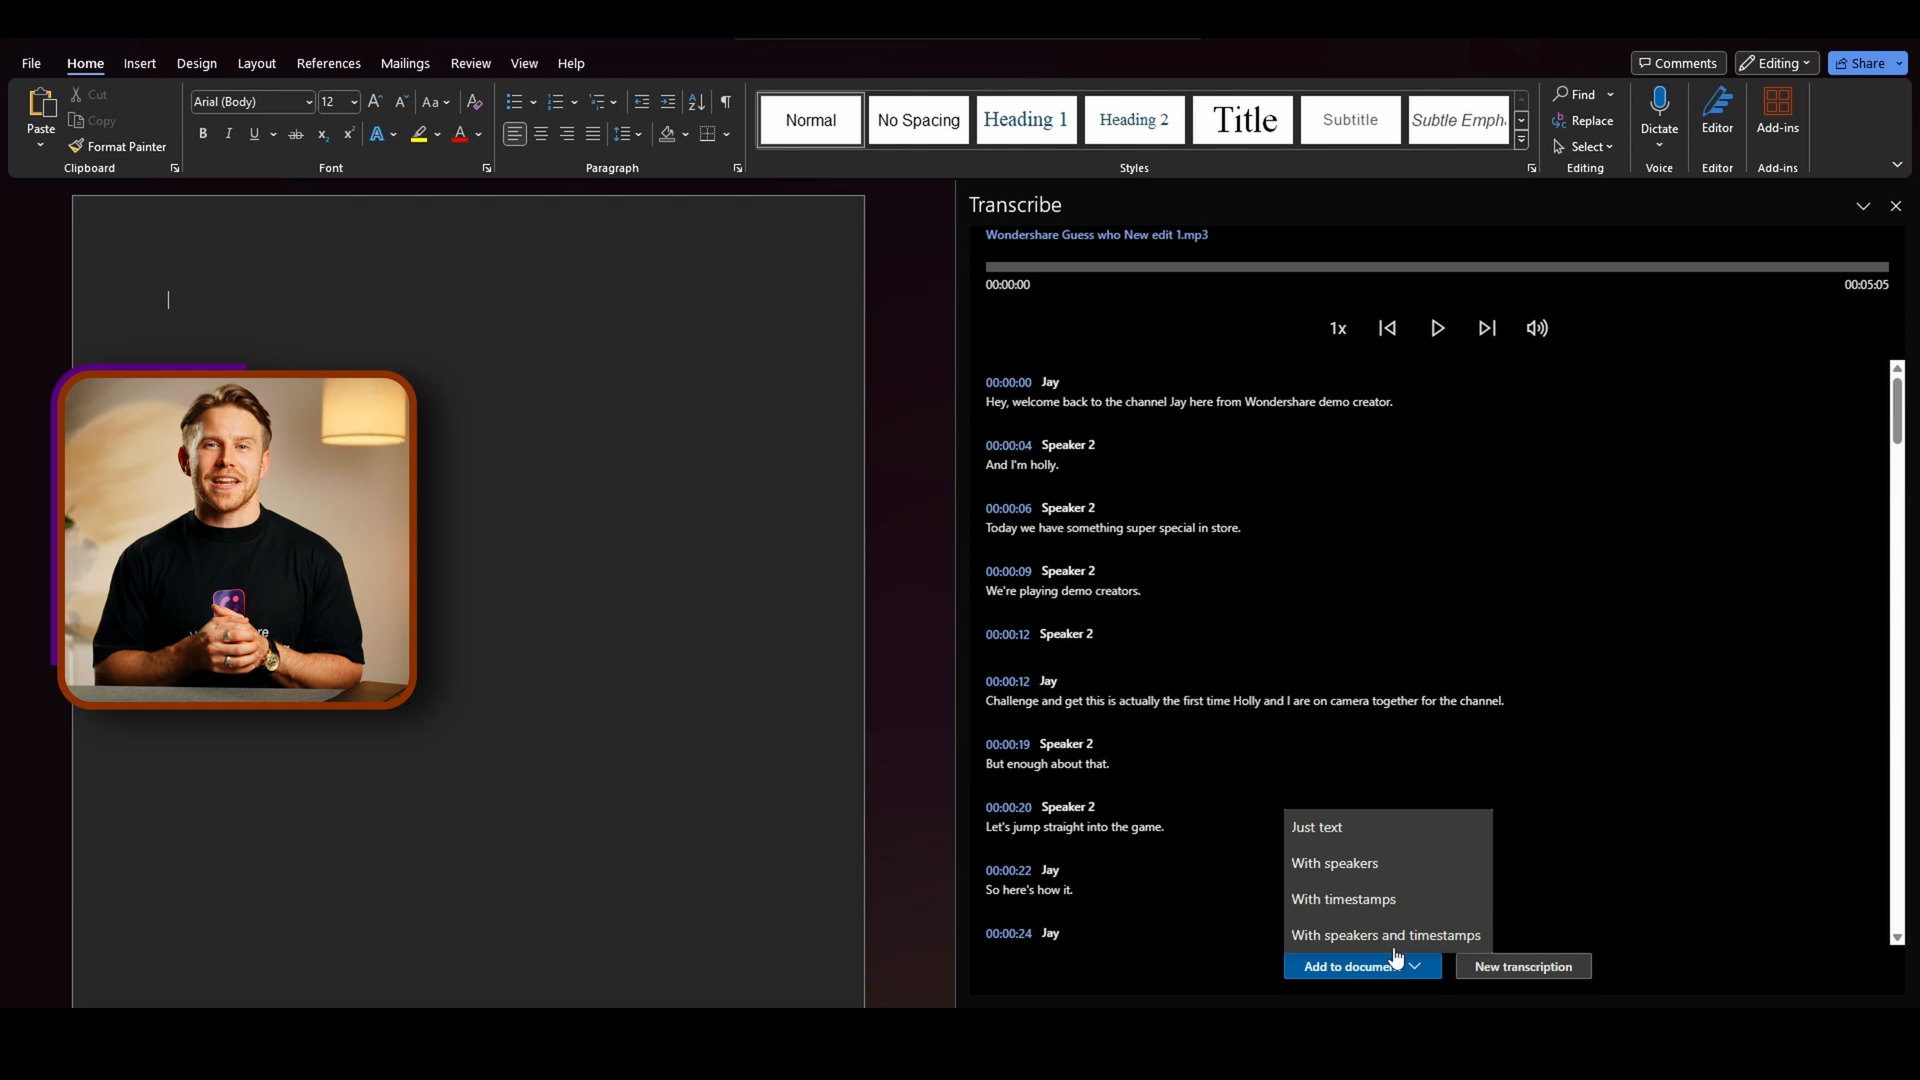 File Home Insert Design Layout References Mailings Review View Help
Comments Editing Share
Paste
Cut
Copy
Format Painter
Clipboard
Arial (Body) 12
Aa
B I U ab x₂ x² A A
Font
Paragraph
Normal No Spacing Heading 1 Heading 2 Title Subtitle Subtle Emph
Styles
Find
Replace
Select
Editing
Dictate
Voice
Editor
Editor
Add-ins
Add-ins
Transcribe
Wondershare Guess who New edit 1.mp3
00:00:00 00:05:05
1x
00:00:00 Jay
Hey, welcome back to the channel Jay here from Wondershare demo creator.
00:00:04 Speaker 2
And I'm holly.
00:00:06 Speaker 2
Today we have something super special in store.
00:00:09 Speaker 2
We're playing demo creators.
00:00:12 Speaker 2
00:00:12 Jay
Challenge and get this is actually the first time Holly and I are on camera together for the channel.
00:00:19 Speaker 2
But enough about that.
00:00:20 Speaker 2
Let's jump straight into the game.
00:00:22 Jay
So here's how it.
00:00:24 Jay
Just text
With speakers
With timestamps
With speakers and timestamps
Add to document New transcription